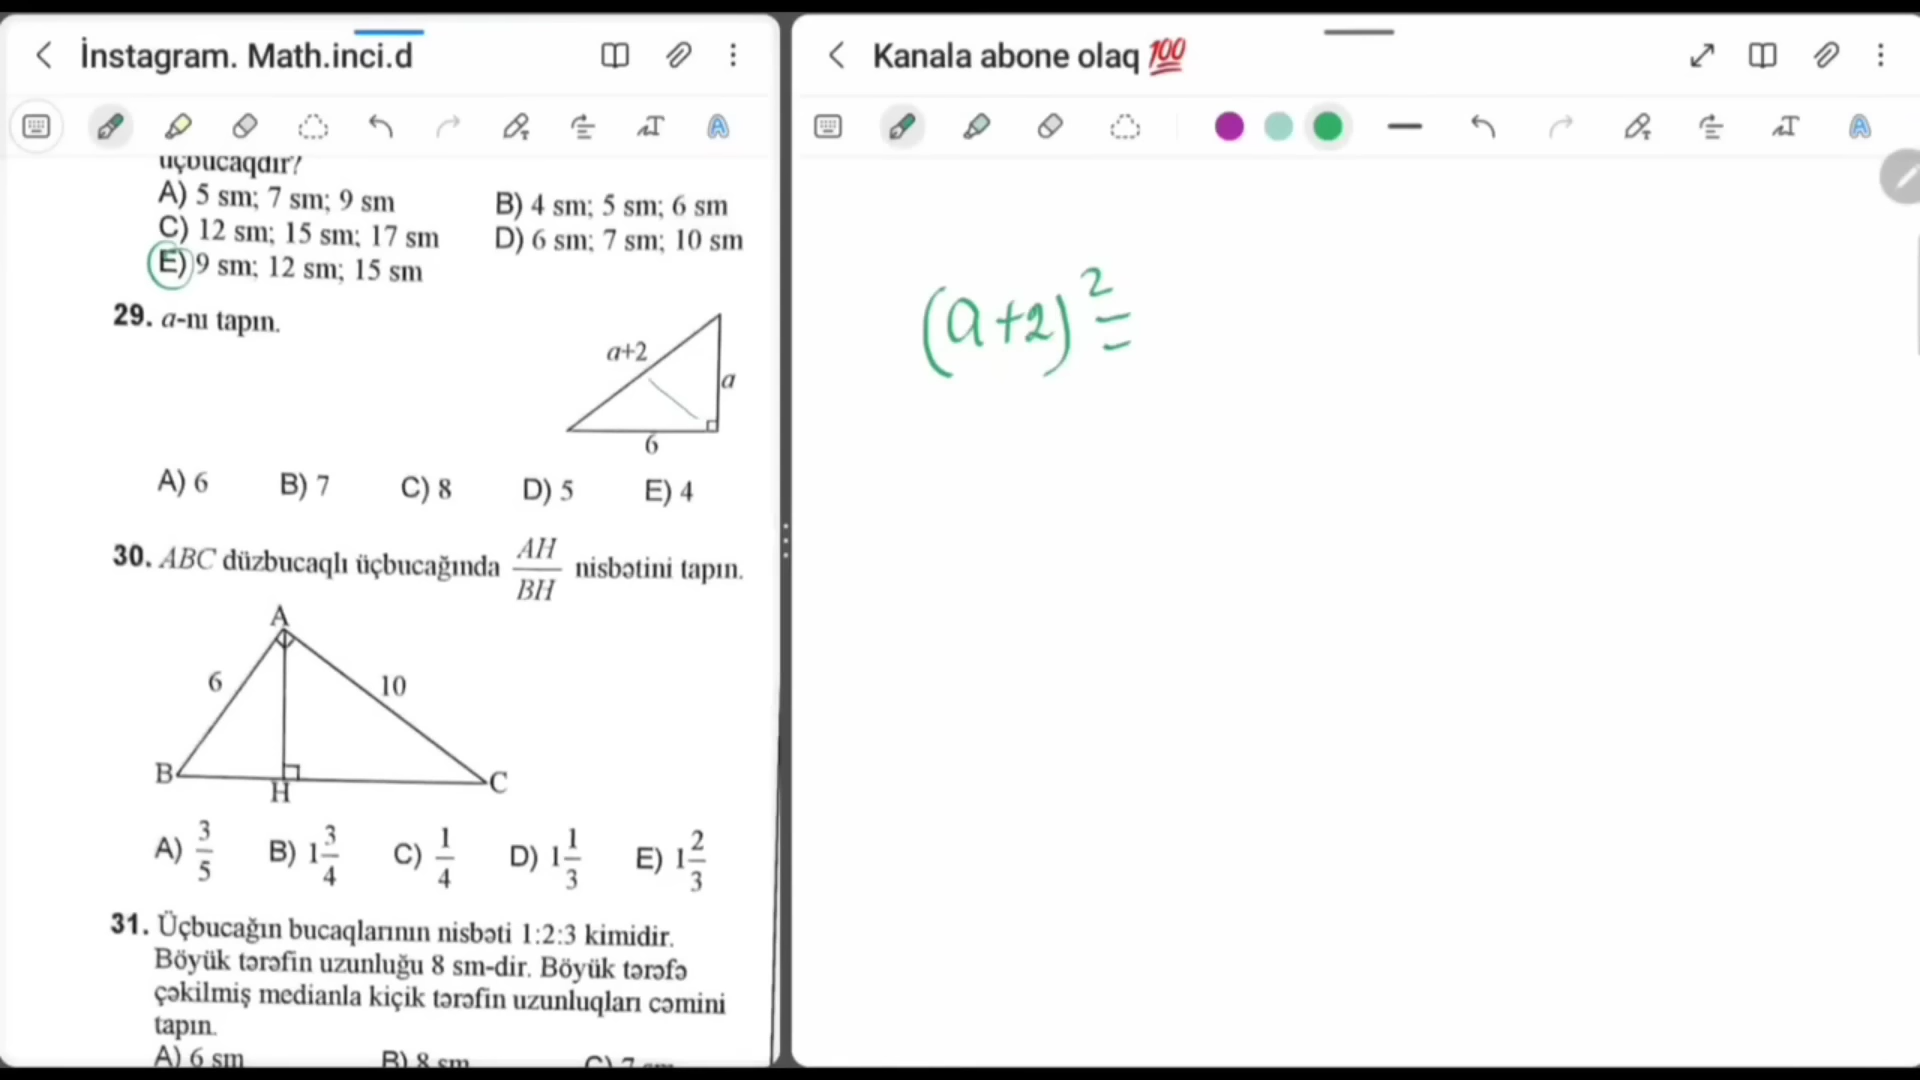 İnstagram. Math.inci.d
üçbucaqdır?
A) 5 sm; 7 sm; 9 sm
B) 4 sm; 5 sm; 6 sm
C) 12 sm; 15 sm; 17 sm
D) 6 sm; 7 sm; 10 sm
E) 9 sm; 12 sm; 15 sm
29. a-nı tapın.
a+2
a
6
A) 6 B) 7 C) 8 D) 5 E) 4
30. ABC düzbucaqlı üçbucağında AH/BH nisbətini tapın.
A
6
10
B
H
C
A) 3/5 B) 1 3/4 C) 1/4 D) 1 1/3 E) 1 2/3
31. Üçbucağın bucaqlarının nisbəti 1:2:3 kimidir.
Böyük tərəfin uzunluğu 8 sm-dir. Böyük tərəfə
çəkilmiş medianla kiçik tərəfin uzunluqları cəmini
tapın.
A) 6 sm B) 8 sm
Kanala abone olaq 💯
(a+2)²=